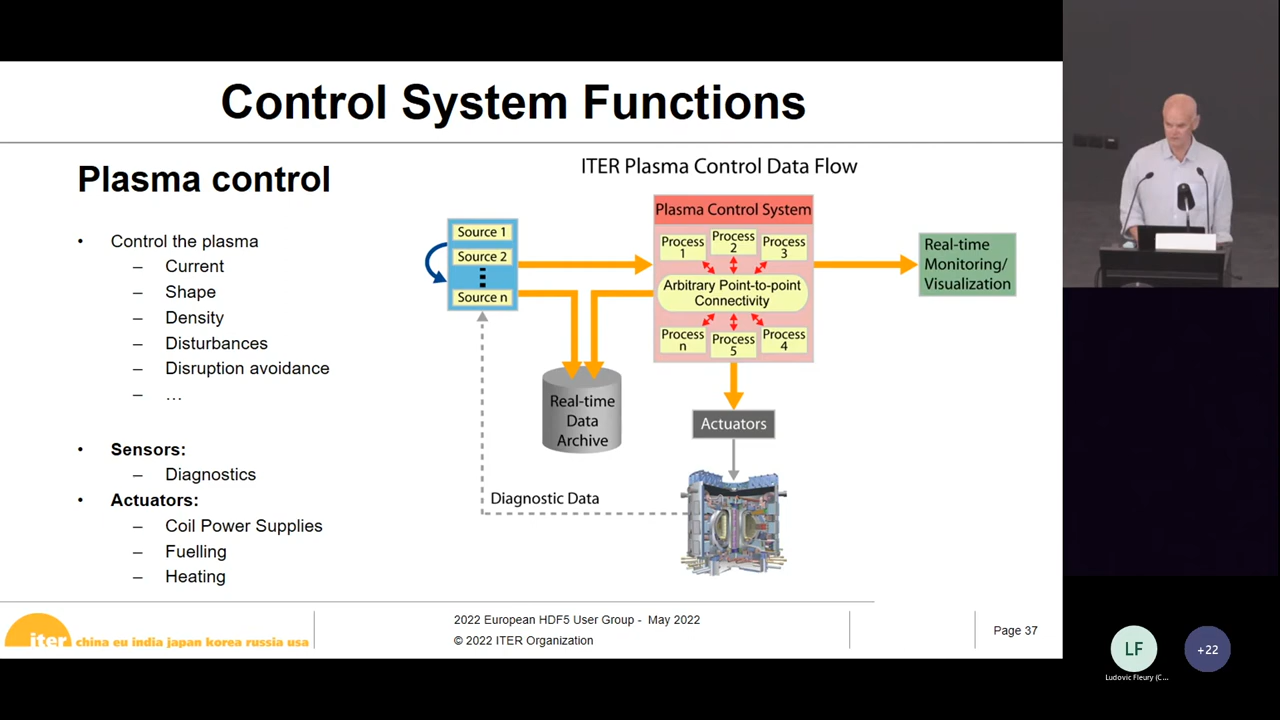 Control System Functions
Plasma control
• Control the plasma
– Current
– Shape
– Density
– Disturbances
– Disruption avoidance
– …
• Sensors:
– Diagnostics
• Actuators:
– Coil Power Supplies
– Fuelling
– Heating
ITER Plasma Control Data Flow
Source 1
Source 2
Source n
Plasma Control System
Process
1
Process
2
Process
3
Arbitrary Point-to-point
Connectivity
Process
n
Process
5
Process
4
Real-time
Monitoring/
Visualization
Real-time
Data
Archive
Actuators
Diagnostic Data
iter china eu india japan korea russia usa
2022 European HDF5 User Group - May 2022
© 2022 ITER Organization
Page 37
LF
+22
Ludovic Fleury (C...